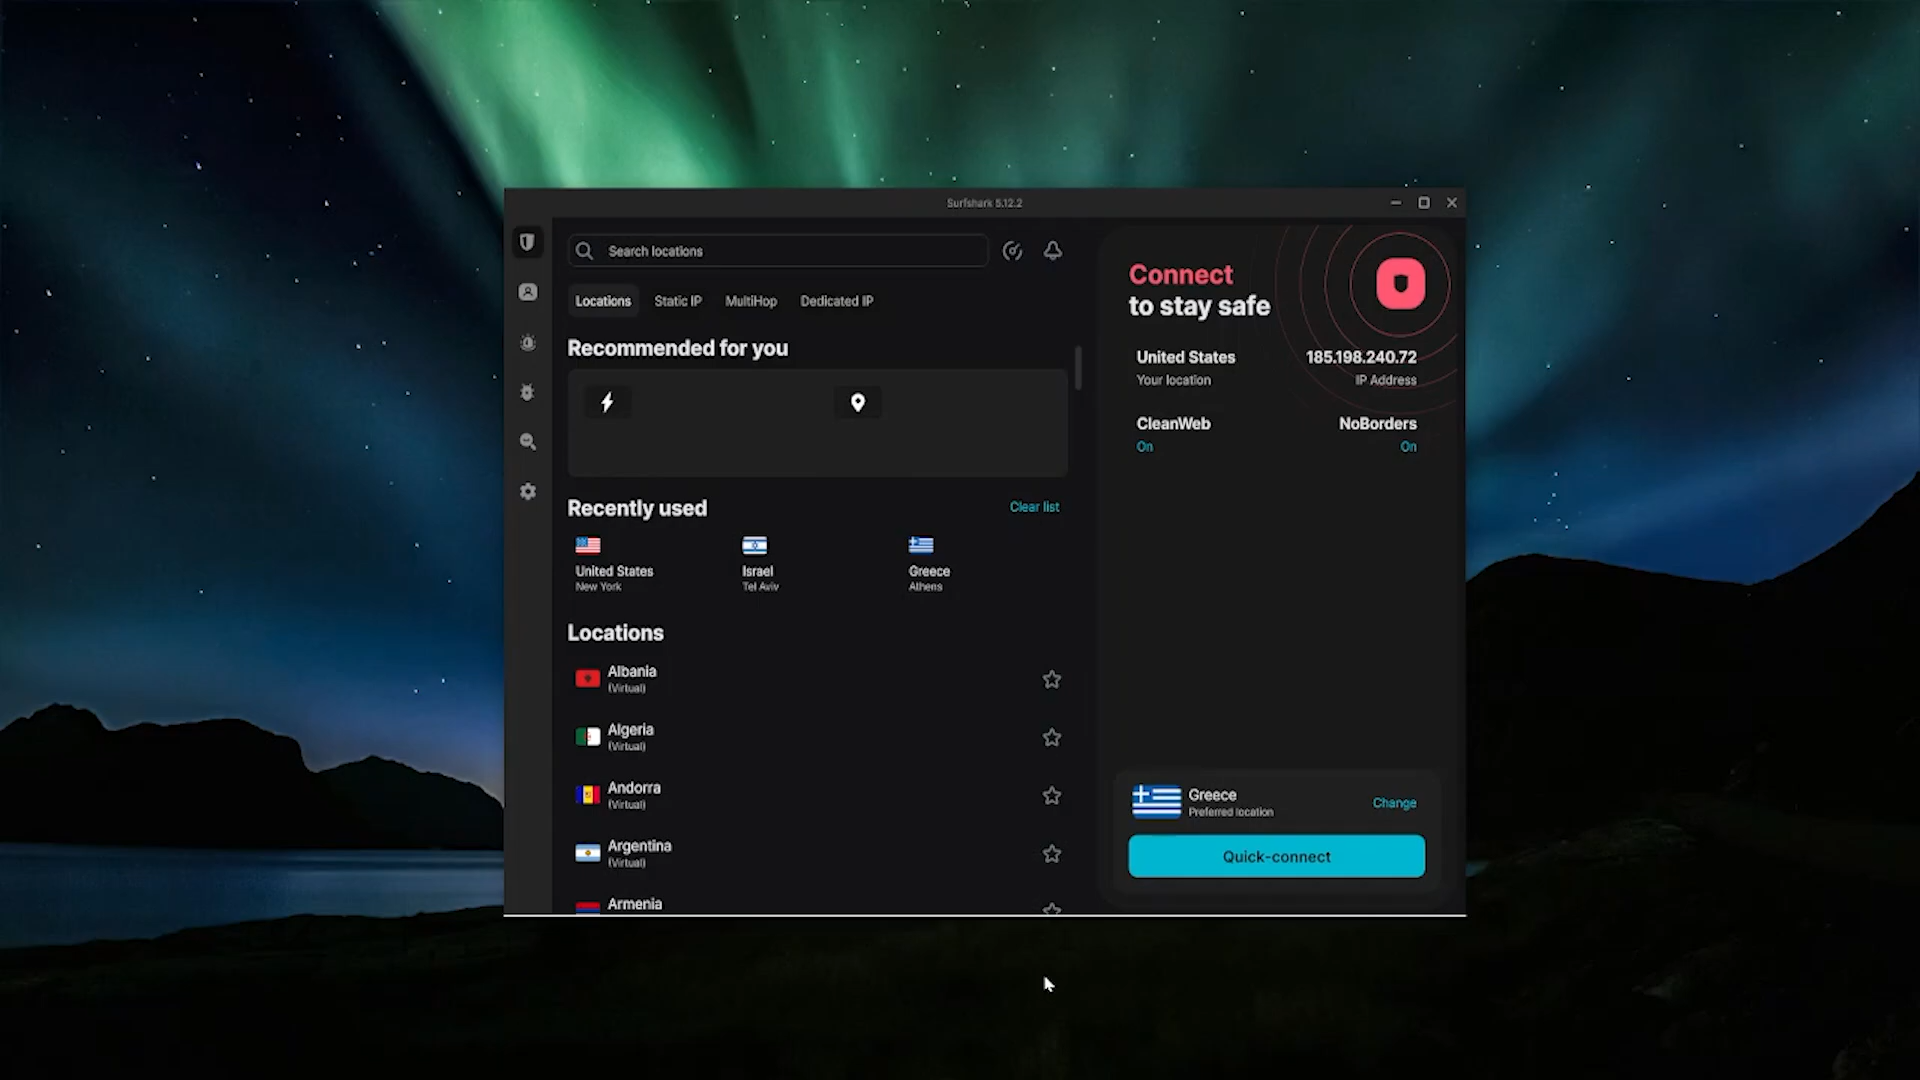 Surfshark 5.12.2
Search locations
Locations
Static IP
MultiHop
Dedicated IP
Recommended for you
Recently used
Clear list
United States
New York
Israel
Tel Aviv
Greece
Athens
Locations
Albania
(Virtual)
Algeria
(Virtual)
Andorra
(Virtual)
Argentina
(Virtual)
Armenia
Connect
to stay safe
United States
Your location
185.198.240.72
IP Address
CleanWeb
On
NoBorders
On
Greece
Preferred location
Change
Quick-connect